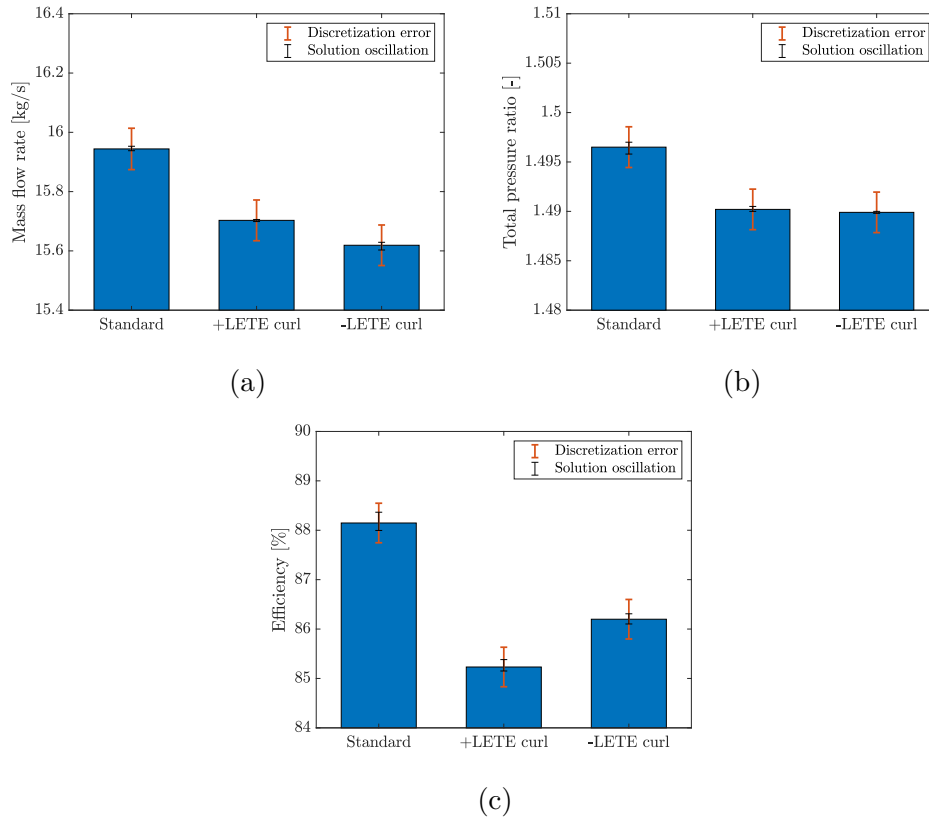 16.4
16.2
16
15.8
15.6
15.4
Mass flow rate [kg/s]
Discretization error
Solution oscillation
Standard
+LETE curl
-LETE curl
(a)
1.51
1.505
1.5
1.495
1.49
1.485
1.48
Total pressure ratio [-]
Discretization error
Solution oscillation
Standard
+LETE curl
-LETE curl
(b)
90
89
88
87
86
85
84
Efficiency [%]
Discretization error
Solution oscillation
Standard
+LETE curl
-LETE curl
(c)